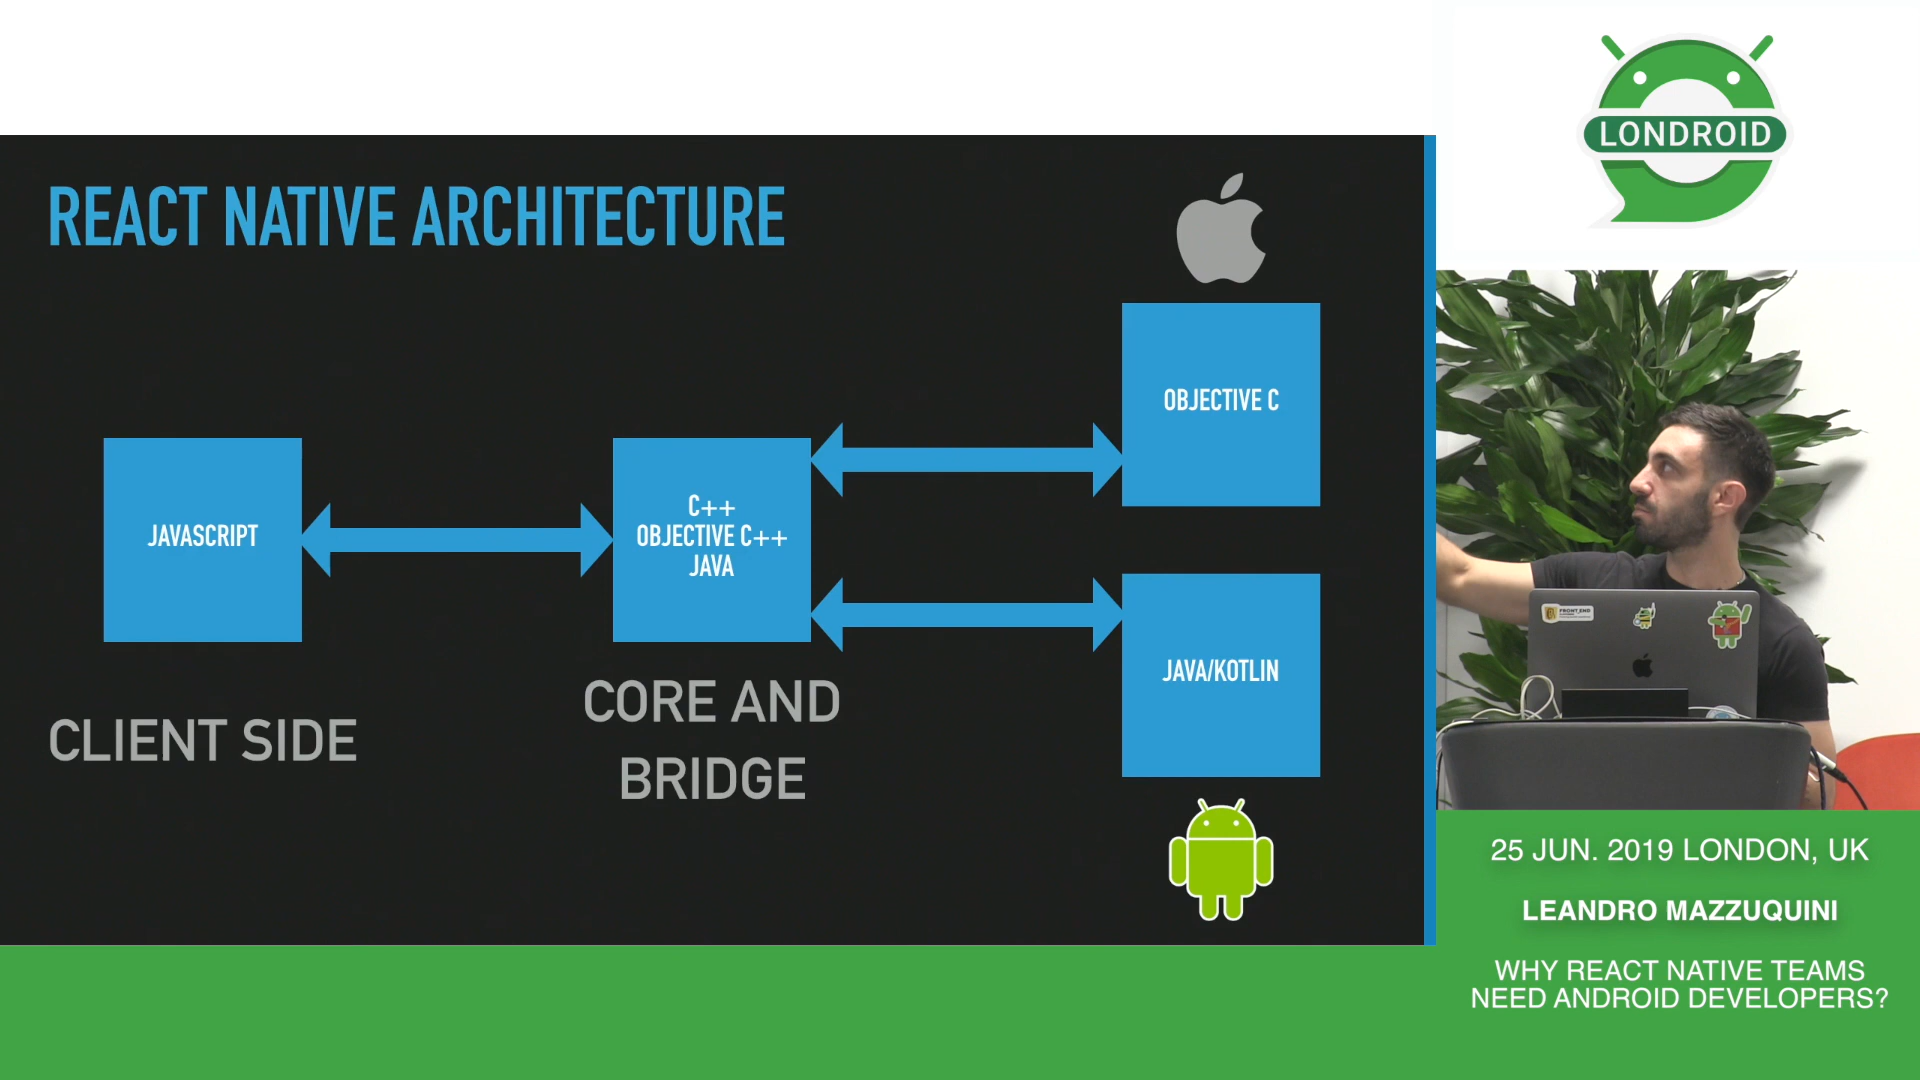 REACT NATIVE ARCHITECTURE
OBJECTIVE C
JAVASCRIPT
C++
OBJECTIVE C++
JAVA
JAVA/KOTLIN
CLIENT SIDE
CORE AND
BRIDGE
LONDROID
FRONT_END
25 JUN. 2019 LONDON, UK
LEANDRO MAZZUQUINI
WHY REACT NATIVE TEAMS
NEED ANDROID DEVELOPERS?